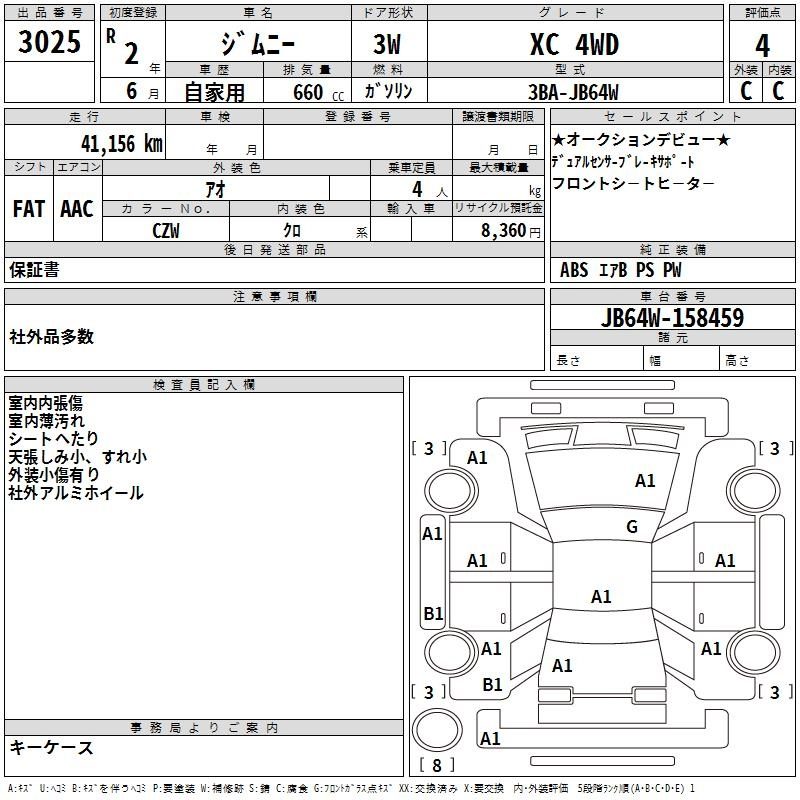 出品番号 初度登録 車名 ドア形状 グレード 評価点
3025 R 2 年 ｼﾞﾑﾆｰ 3W XC 4WD 4
車歴 排気量 燃料 型式 外装 内装
6 月 自家用 660 CC ｶﾞｿﾘﾝ 3BA-JB64W C C
走行 車検 登録番号 譲渡書類期限 セールスポイント
41,156 km 年 月 月 日 ★オークションデビュー★
シフト エアコン 外装色 乗車定員 最大積載量 ﾃﾞｭｱﾙｾﾝｻｰﾌﾞﾚｰｷｻﾎﾟｰﾄ
FAT AAC ｱｵ 4 人 kg フロントシートヒーター
カラーNo. 内装色 輸入車 リサイクル預託金
CZW ｸﾛ 系 8,360 円
後日発送部品 純正装備
保証書 ABS ｴｱB PS PW
注意事項欄 車台番号
社外品多数 JB64W-158459
諸元
長さ 幅 高さ
検査員記入欄
室内内張傷
室内薄汚れ
シートへたり
天張しみ小、すれ小
外装小傷有り
社外アルミホイール
[ 3 ] A1 [ 3 ]
A1
G
A1
A1 A1
A1
B1
A1 A1
A1
B1
[ 3 ] [ 3 ]
A1
[ 8 ]
事務局よりご案内
キーケース
A:ｷｽﾞ U:ﾍｺﾐ B:ｷｽﾞを伴うﾍｺﾐ P:要塗装 W:補修跡 S:錆 C:腐食 G:ﾌﾛﾝﾄｶﾞﾗｽ点ｷｽﾞ XX:交換済み X:要交換 内･外装評価 5段階ﾗﾝｸ順(A･B･C･D･E) 1